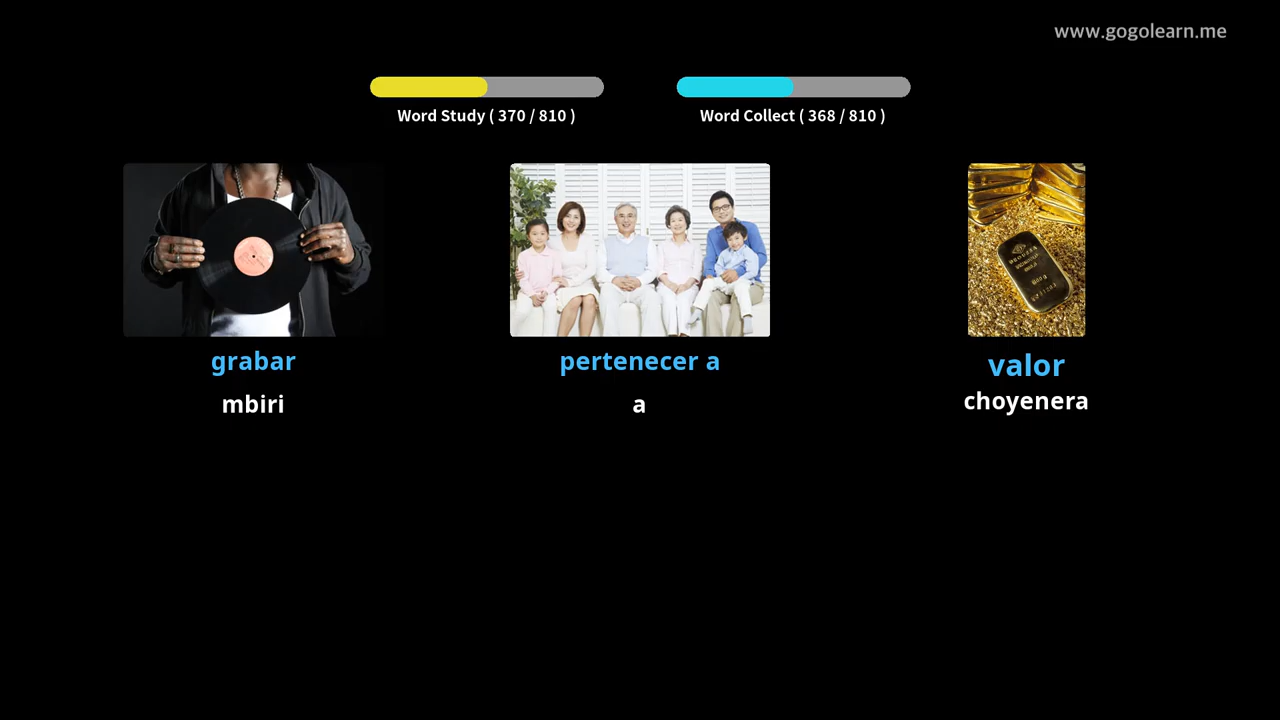 www.gogolearn.me
Word Study ( 370 / 810 )
Word Collect ( 368 / 810 )
grabar
pertenecer a
valor
mbiri
a
choyenera